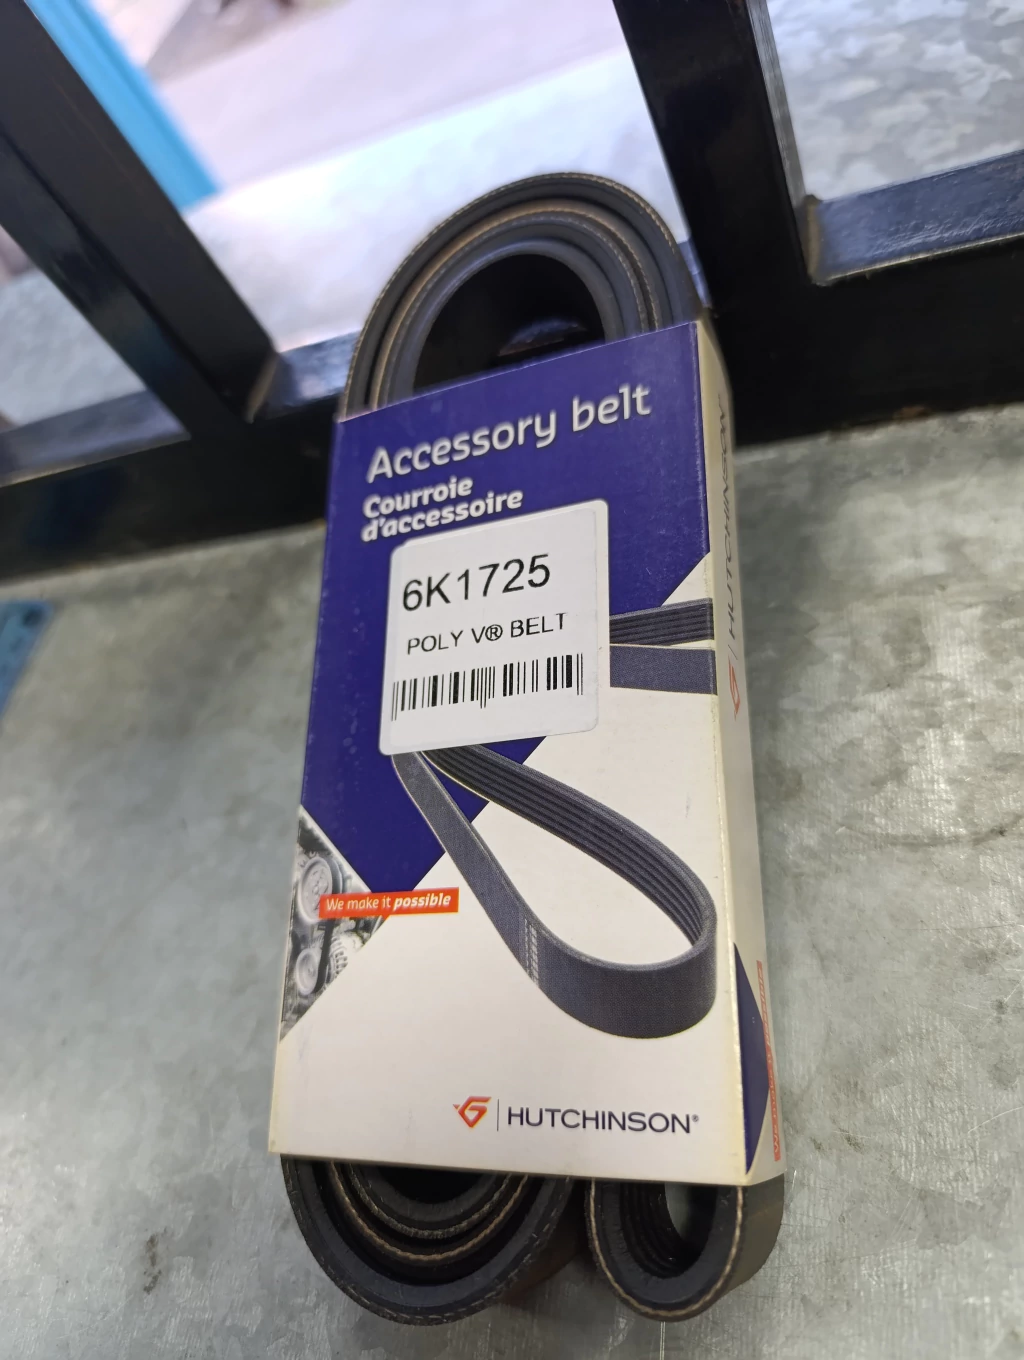 Accessory belt
Courroie
d'accessoire
6K1725
POLY V® BELT
We make it possible
HUTCHINSON®
HUTCHINSON